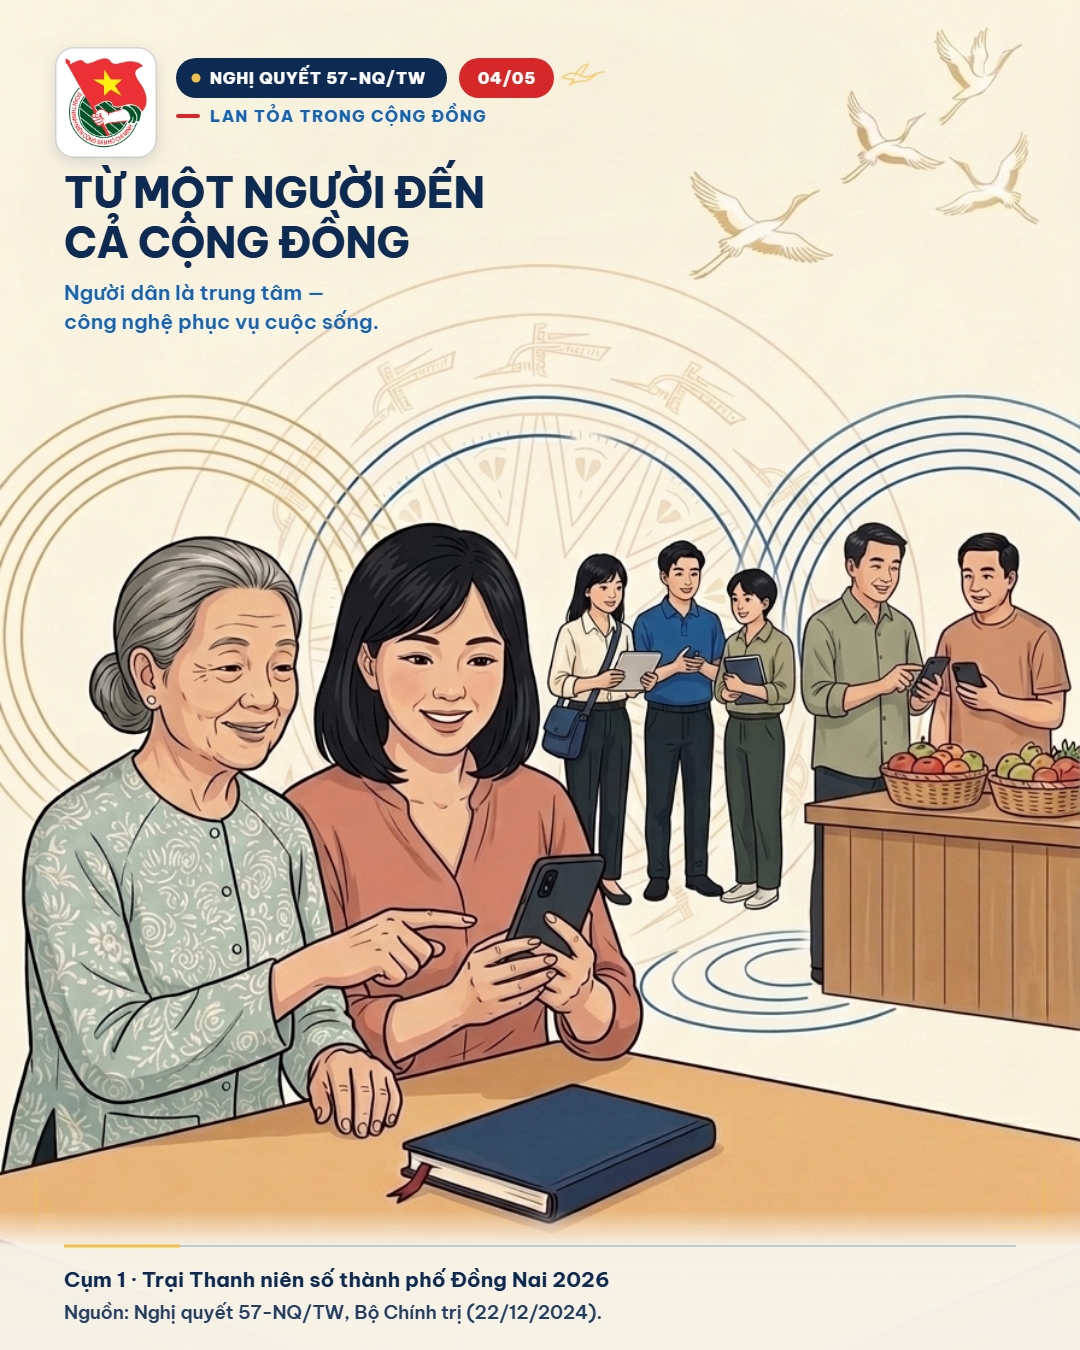 NGHỊ QUYẾT 57-NQ/TW 04/05
LAN TỎA TRONG CỘNG ĐỒNG
TỪ MỘT NGƯỜI ĐẾN
CẢ CỘNG ĐỒNG
Người dân là trung tâm —
công nghệ phục vụ cuộc sống.
Cụm 1 · Trại Thanh niên số thành phố Đồng Nai 2026
Nguồn: Nghị quyết 57-NQ/TW, Bộ Chính trị (22/12/2024).